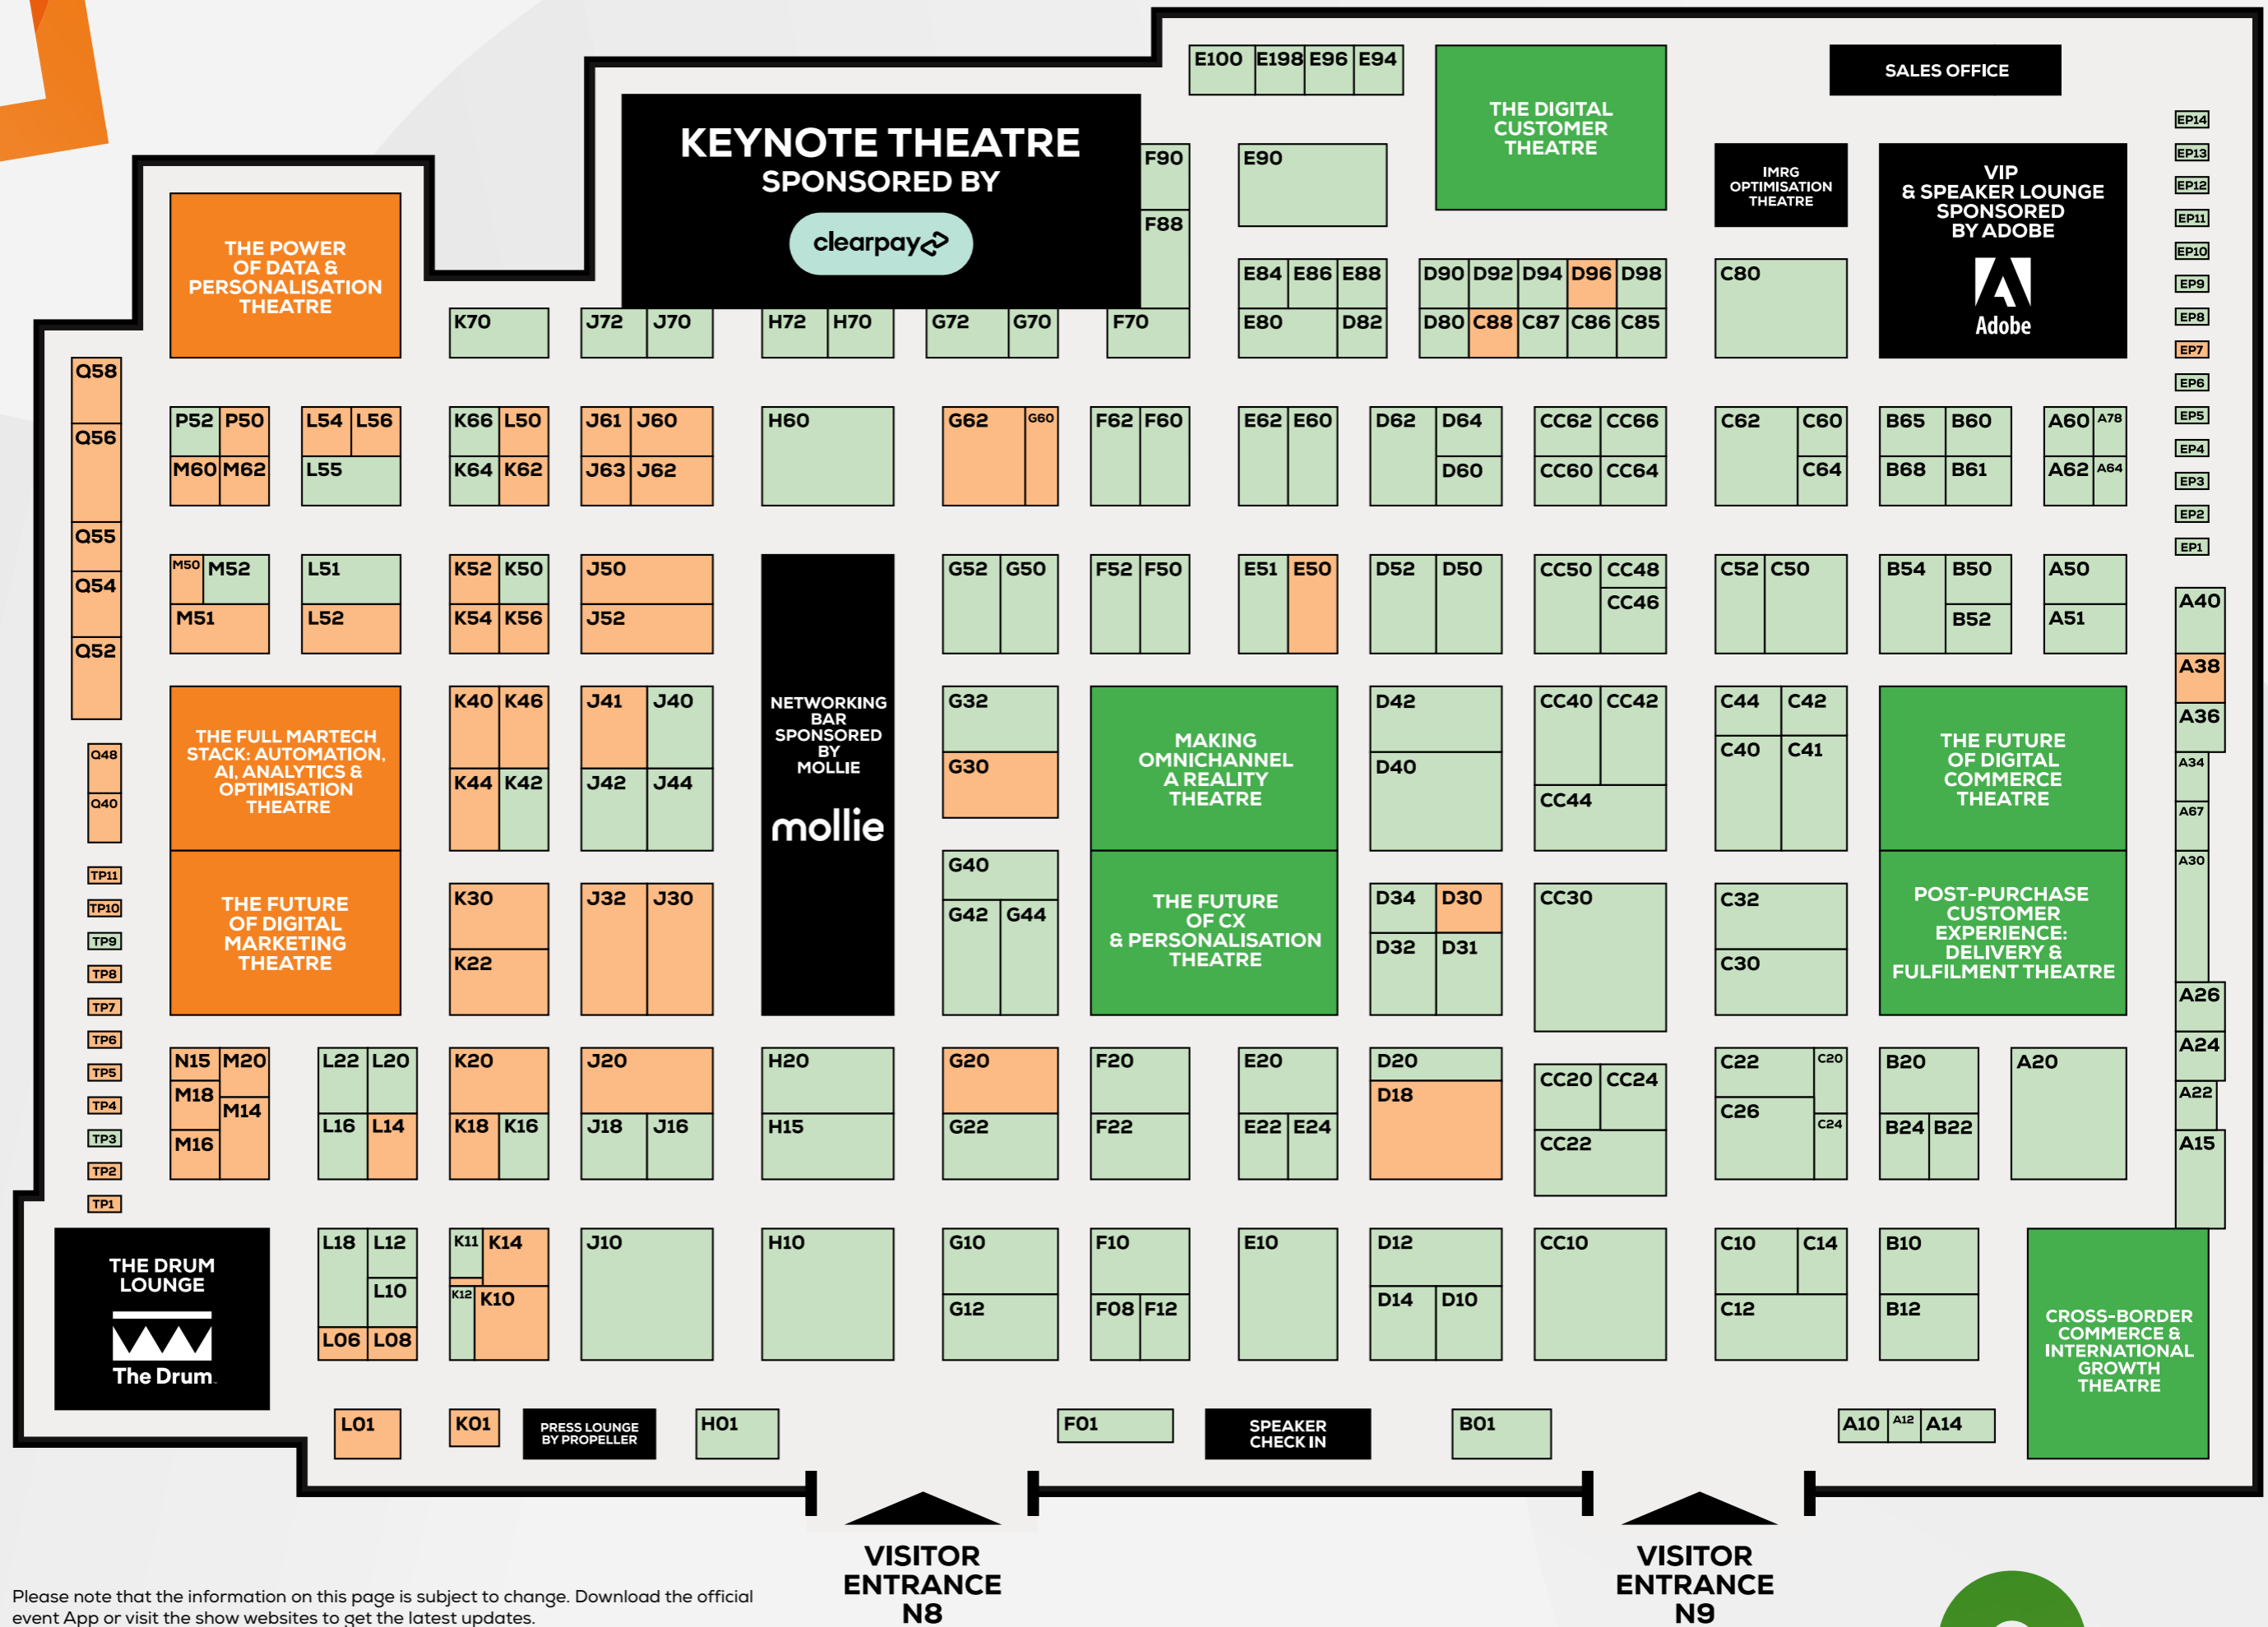 E100 E198 E96 E94
SALES OFFICE
THE DIGITAL
CUSTOMER
THEATRE
KEYNOTE THEATRE
SPONSORED BY
clearpay
F90
E90
F88
IMRG
OPTIMISATION
THEATRE
VIP
& SPEAKER LOUNGE
SPONSORED
BY ADOBE
Adobe
EP14
EP13
EP12
EP11
EP10
EP9
EP8
EP7
EP6
EP5
EP4
EP3
EP2
EP1
THE POWER
OF DATA &
PERSONALISATION
THEATRE
E84 E86 E88
D90 D92 D94 D96 D98
C80
K70
J72 J70
H72 H70
G72 G70
F70
E80 D82
D80 C88 C87 C86 C85
Q58
Q56
Q55
Q54
Q52
P52 P50
M60 M62
L54 L56
L55
K66 L50
K64 K62
J61 J60
J63 J62
H60
G62 G60
F62 F60
E62 E60
D62 D64
D60
CC62 CC66
CC60 CC64
C62 C60
C64
B65 B60
B68 B61
A60 A78
A62 A64
M50 M52
M51
L51
L52
K52 K50
K54 K56
J50
J52
G52 G50
F52 F50
E51 E50
D52 D50
CC50 CC48
CC46
C52 C50
B54 B50
B52
A50
A51
A40
A38
A36
A34
A67
A30
A26
A24
A22
A15
Q48
Q40
THE FULL MARTECH
STACK: AUTOMATION,
AI, ANALYTICS &
OPTIMISATION
THEATRE
K40 K46
K44 K42
J41 J40
J42 J44
NETWORKING
BAR
SPONSORED
BY
MOLLIE
mollie
G32
G30
MAKING
OMNICHANNEL
A REALITY
THEATRE
D42
D40
CC40 CC42
CC44
C44 C42
C40 C41
THE FUTURE
OF DIGITAL
COMMERCE
THEATRE
TP11
TP10
TP9
TP8
TP7
TP6
TP5
TP4
TP3
TP2
TP1
THE FUTURE
OF DIGITAL
MARKETING
THEATRE
K30
K22
J32 J30
G40
G42 G44
THE FUTURE
OF CX
& PERSONALISATION
THEATRE
D34 D30
D32 D31
CC30
C32
C30
POST-PURCHASE
CUSTOMER
EXPERIENCE:
DELIVERY &
FULFILMENT THEATRE
N15 M20
M18
M14
M16
L22 L20
L16 L14
K20
K18 K16
J20
J18 J16
H20
H15
G20
G22
F20
F22
E20
E22 E24
D20
D18
CC20 CC24
CC22
C22 C20
C26
C24
B20
B24 B22
A20
THE DRUM
LOUNGE
The Drum.
L18 L12
L10
L06 L08
K11 K14
K12 K10
J10
H10
G10
G12
F10
F08 F12
E10
D12
D14 D10
CC10
C10 C14
C12
B10
B12
CROSS-BORDER
COMMERCE &
INTERNATIONAL
GROWTH
THEATRE
L01
K01
PRESS LOUNGE
BY PROPELLER
H01
F01
SPEAKER
CHECK IN
B01
A10 A12 A14
VISITOR
ENTRANCE
N8
VISITOR
ENTRANCE
N9
Please note that the information on this page is subject to change. Download the official
event App or visit the show websites to get the latest updates.